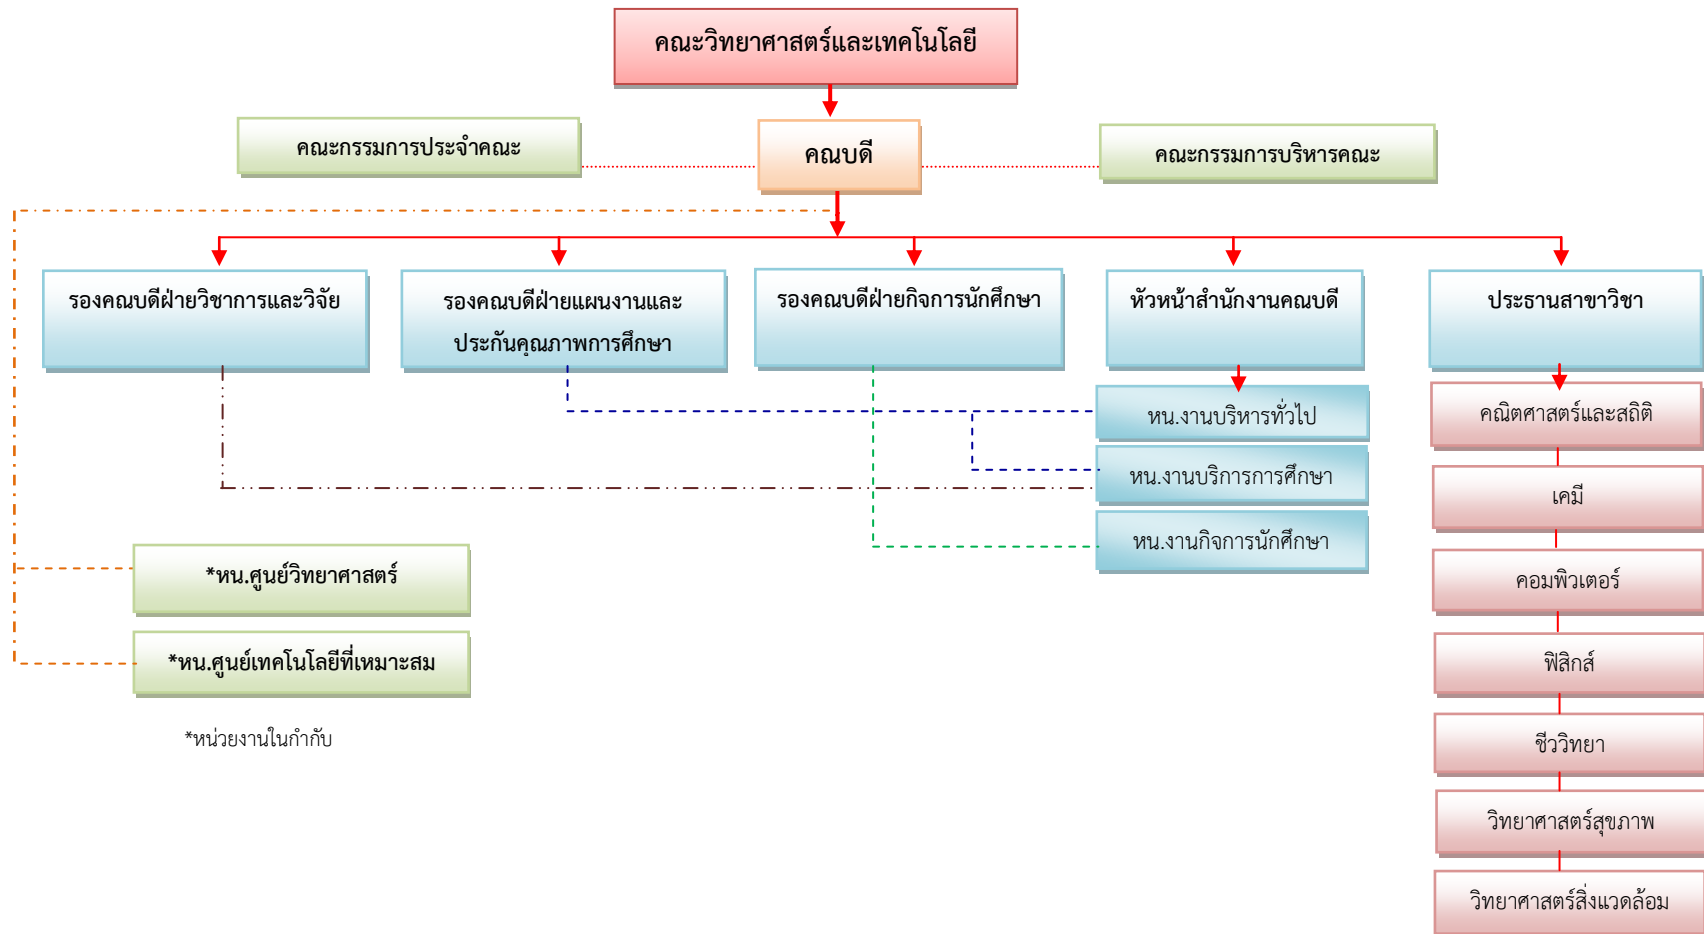 คณะวิทยาศาสตร์และเทคโนโลยี
คณะกรรมการประจำคณะ
คณบดี
คณะกรรมการบริหารคณะ
รองคณบดีฝ่ายวิชาการและวิจัย
รองคณบดีฝ่ายแผนงานและ
ประกันคุณภาพการศึกษา
รองคณบดีฝ่ายกิจการนักศึกษา
หัวหน้าสำนักงานคณบดี
ประธานสาขาวิชา
หน.งานบริหารทั่วไป
หน.งานบริการการศึกษา
หน.งานกิจการนักศึกษา
คณิตศาสตร์และสถิติ
เคมี
คอมพิวเตอร์
ฟิสิกส์
ชีววิทยา
วิทยาศาสตร์สุขภาพ
วิทยาศาสตร์สิ่งแวดล้อม
*หน.ศูนย์วิทยาศาสตร์
*หน.ศูนย์เทคโนโลยีที่เหมาะสม
*หน่วยงานในกำกับ